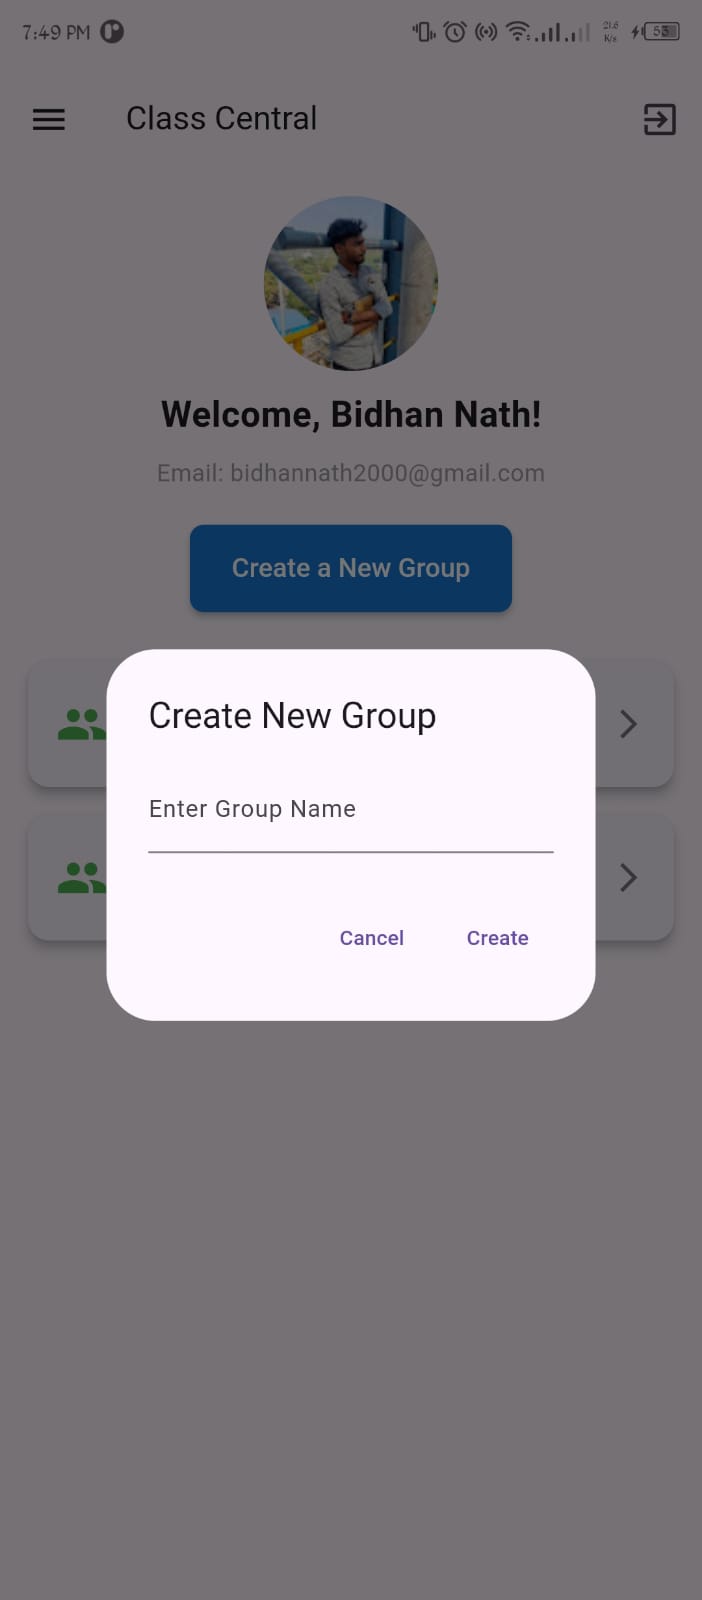 7:49 PM
21.6
K/s
53
Class Central
Welcome, Bidhan Nath!
Email: bidhannath2000@gmail.com
Create a New Group
Create New Group
Enter Group Name
Cancel
Create